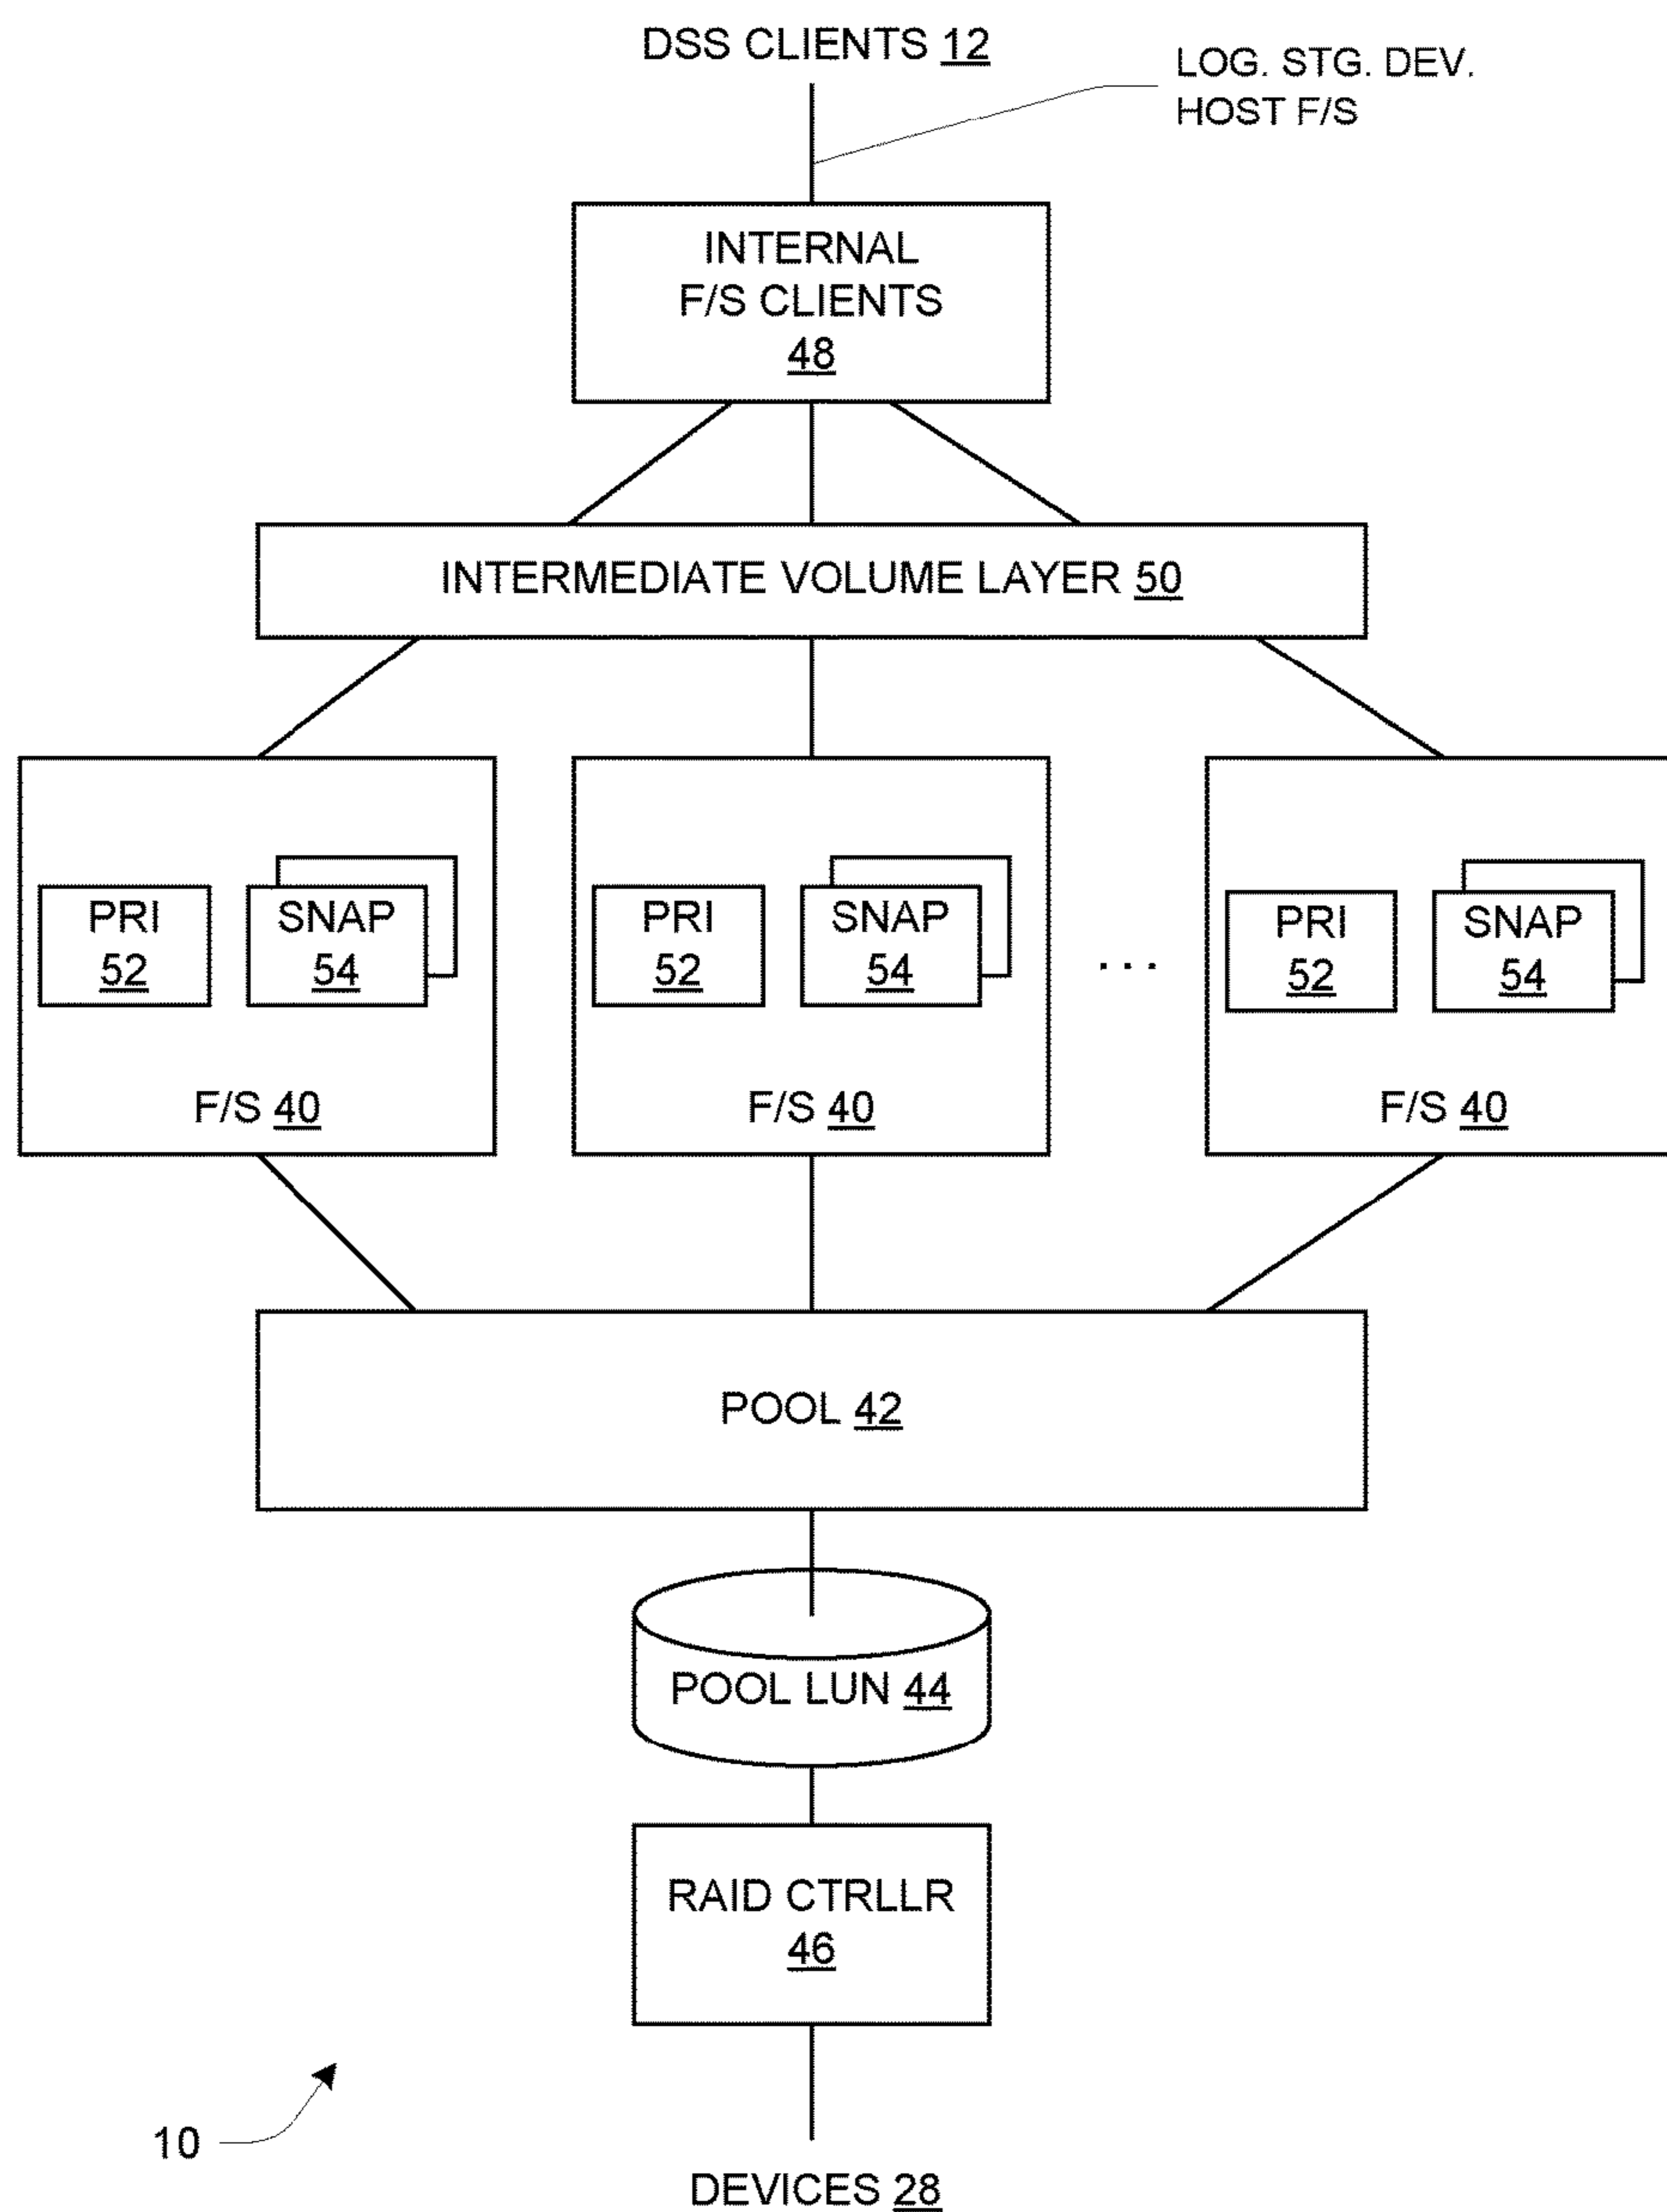 DSS CLIENTS 12
LOG. STG. DEV.
HOST F/S
INTERNAL
F/S CLIENTS
48
INTERMEDIATE VOLUME LAYER 50
PRI
52
SNAP
54
F/S 40
PRI
52
SNAP
54
F/S 40
. . .
PRI
52
SNAP
54
F/S 40
POOL 42
POOL LUN 44
RAID CTRLLR
46
10
DEVICES 28